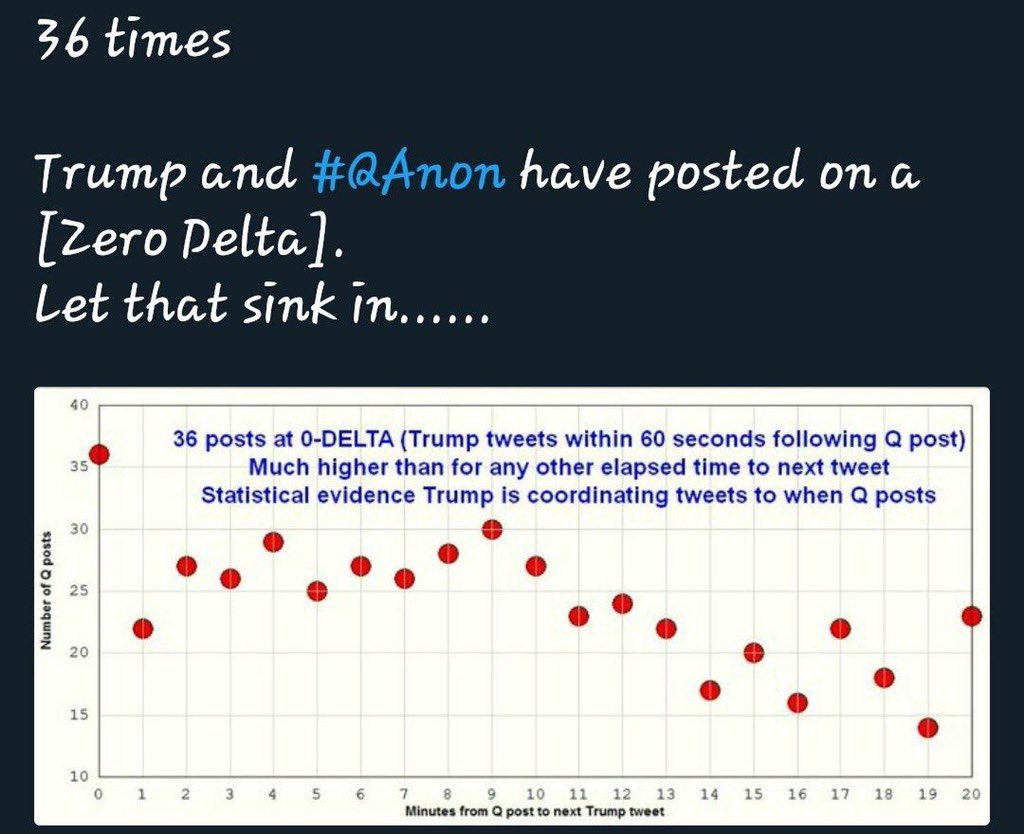 36 times
Trump and #QAnon have posted on a
[Zero Delta].
Let that sink in......
40
36 posts at 0-DELTA (Trump tweets within 60 seconds following Q post)
Much higher than for any other elapsed time to next tweet
Statistical evidence Trump is coordinating tweets to when Q posts
35
30
25
20
15
10
Number of Q posts
0 1 2 3 4 5 6 7 8 9 10 11 12 13 14 15 16 17 18 19 20
Minutes from Q post to next Trump tweet